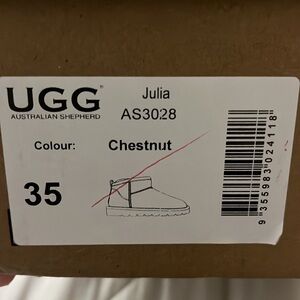 UGG®
AUSTRALIAN SHEPHERD
Julia
AS3028
Colour: Chestnut
35
9 355983 024118